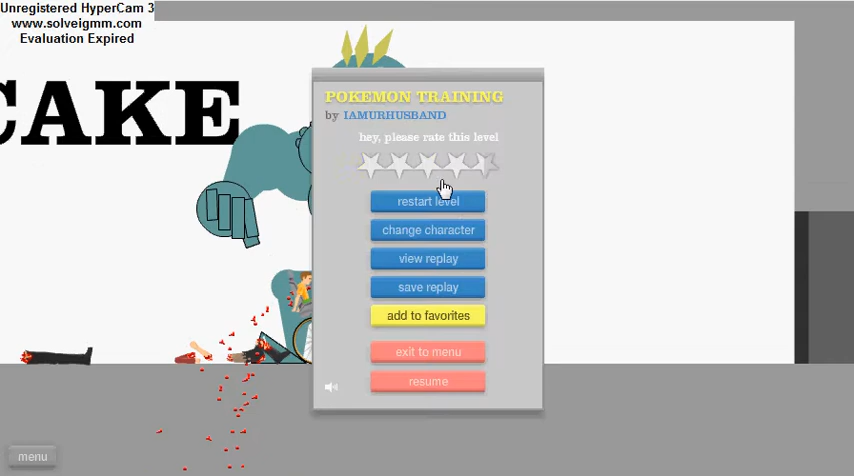 Unregistered HyperCam 3
www.solveigmm.com
Evaluation Expired
CAKE
POKEMON TRAINING
by IAMURHUSBAND
hey, please rate this level
restart level
change character
view replay
save replay
add to favorites
exit to menu
resume
menu